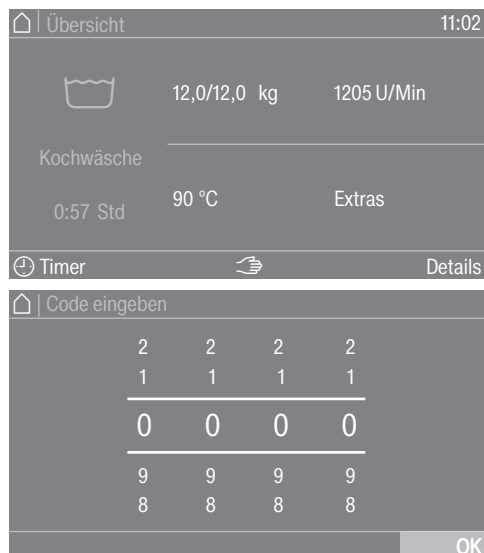 Übersicht 11:02
12,0/12,0 kg 1205 U/Min
Kochwäsche
90 °C Extras
0:57 Std
Timer Details
Code eingeben
2 2 2 2
1 1 1 1
0 0 0 0
9 9 9 9
8 8 8 8
OK